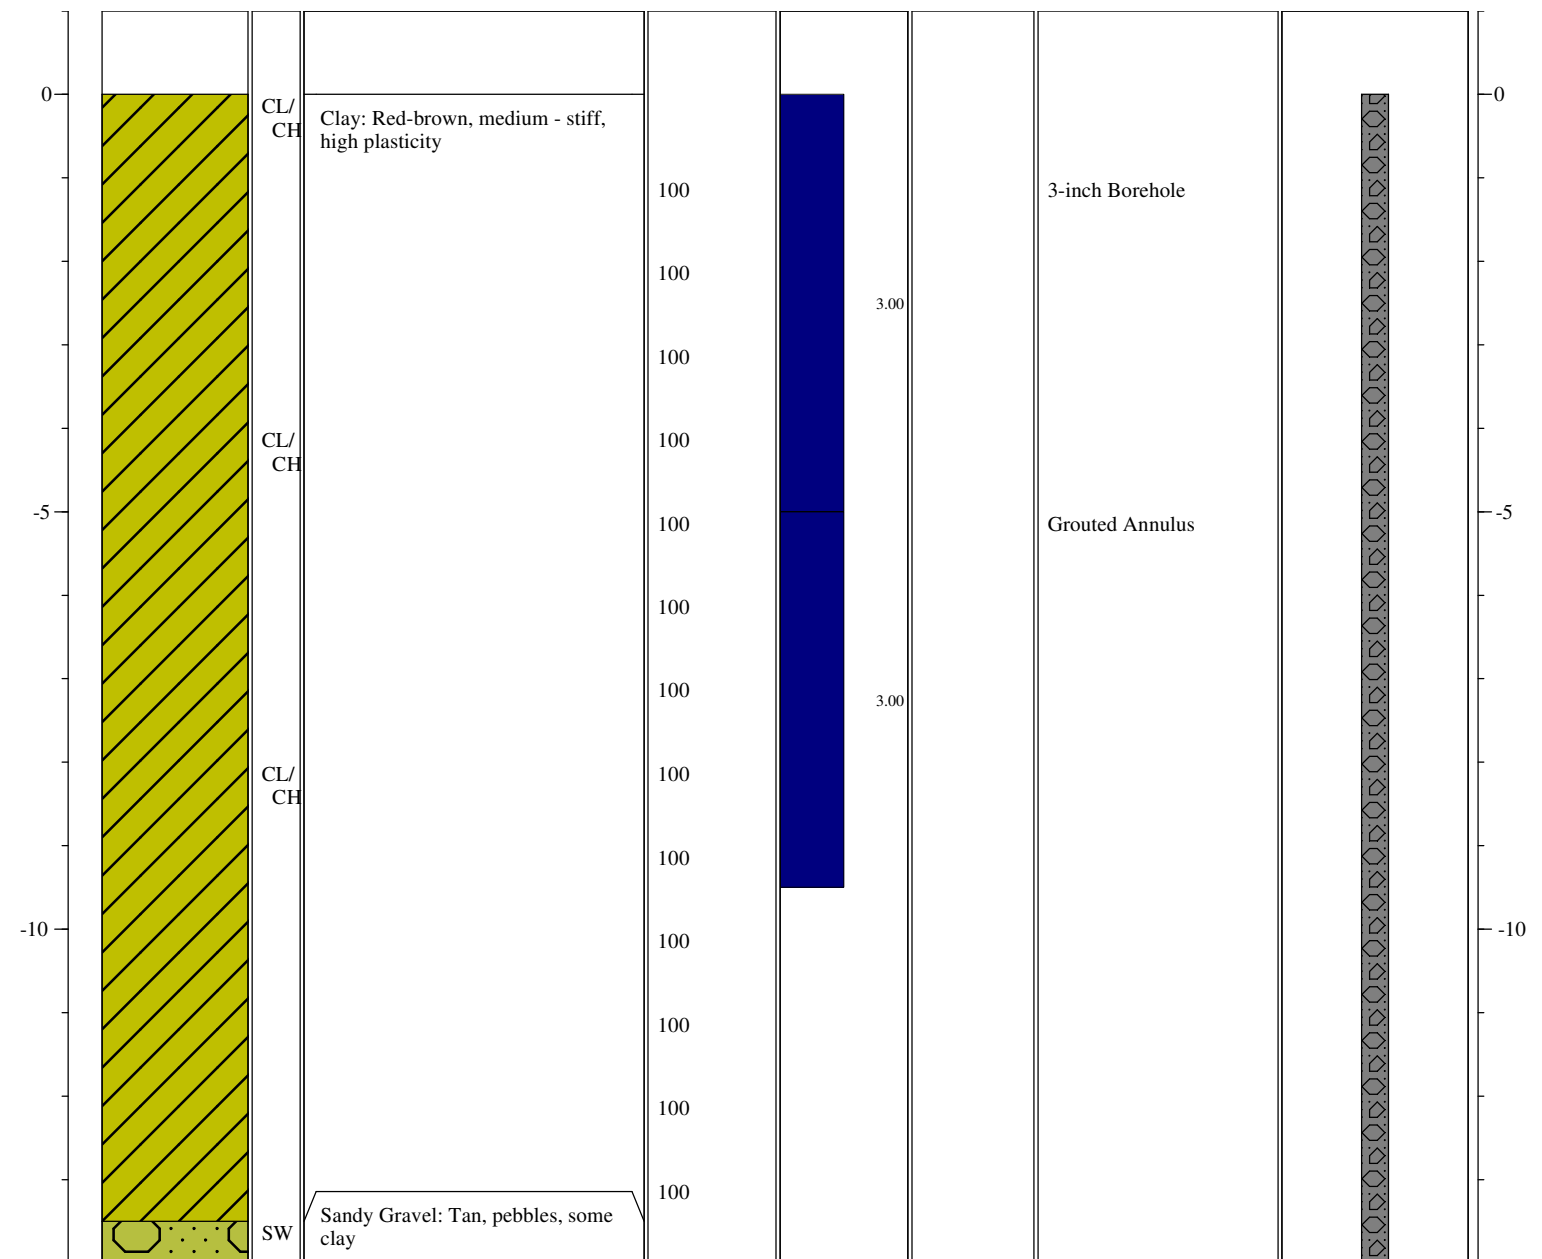 0
CL/
CH
Clay: Red-brown, medium - stiff,
high plasticity
0
100
3-inch Borehole
100
3.00
100
CL/
CH
100
-5
100
Grouted Annulus
-5
100
100
3.00
CL/
CH
100
100
-10
100
-10
100
100
100
SW
Sandy Gravel: Tan, pebbles, some
clay